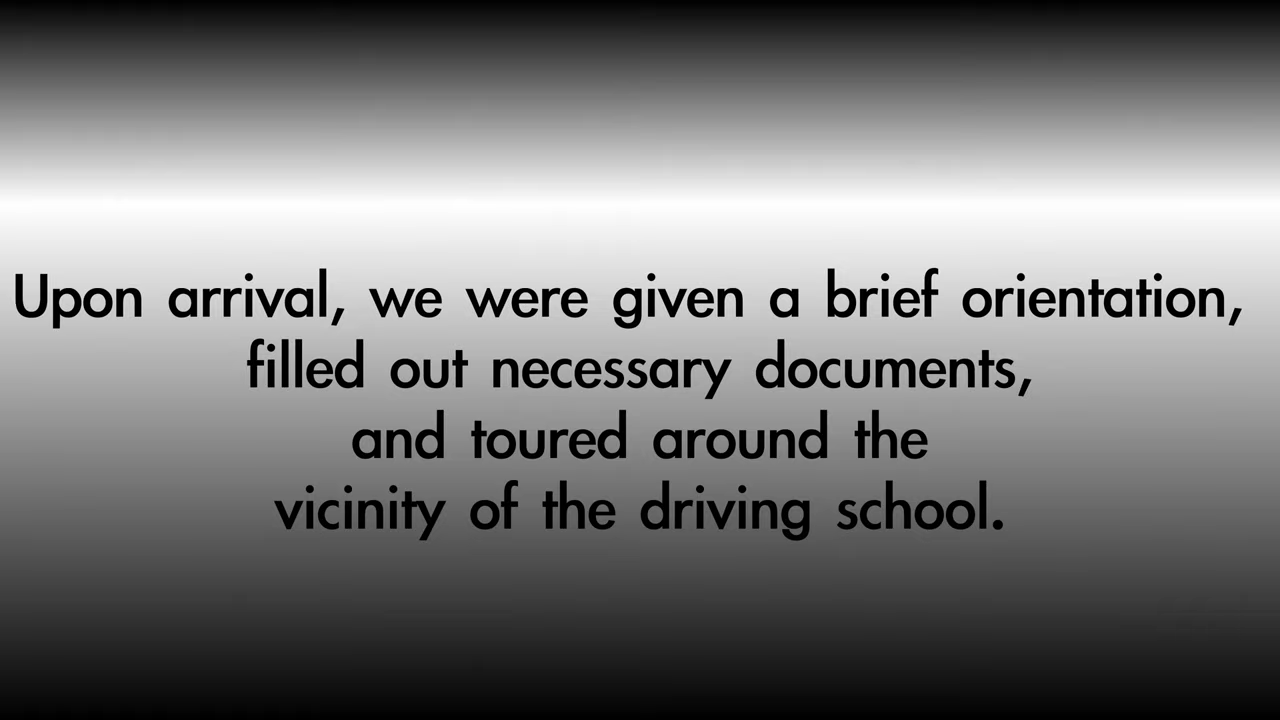 Upon arrival, we were given a brief orientation,
filled out necessary documents,
and toured around the
vicinity of the driving school.